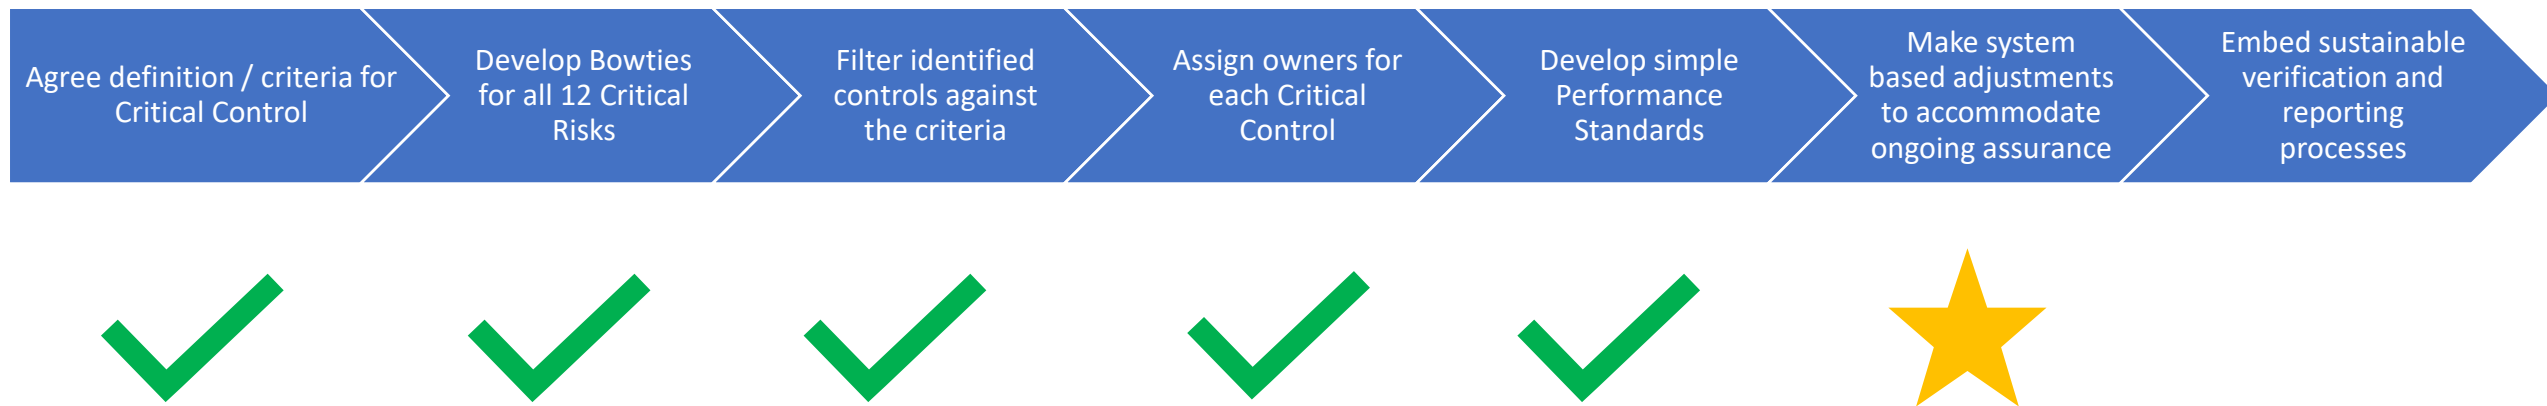 Agree definition / criteria for
Critical Control
Develop Bowties
for all 12 Critical
Risks
Filter identified
controls against
the criteria
Assign owners for
each Critical
Control
Develop simple
Performance
Standards
Make system
based adjustments
to accommodate
ongoing assurance
Embed sustainable
verification and
reporting
processes